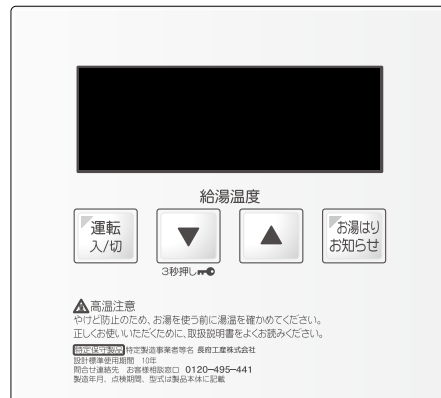 給湯温度
運転
入/切
▼
▲
お湯はり
お知らせ
3秒押し
高温注意
やけど防止のため、お湯を使う前に湯温を確かめてください。
正しくお使いいただくために、取扱説明書をよくお読みください。
特定保守製品 特定製造事業者等名 長府工産株式会社
設計標準使用期間 10年
問合せ連絡先 お客様相談窓口 0120-495-441
製造年月、点検期間、型式は製品本体に記載